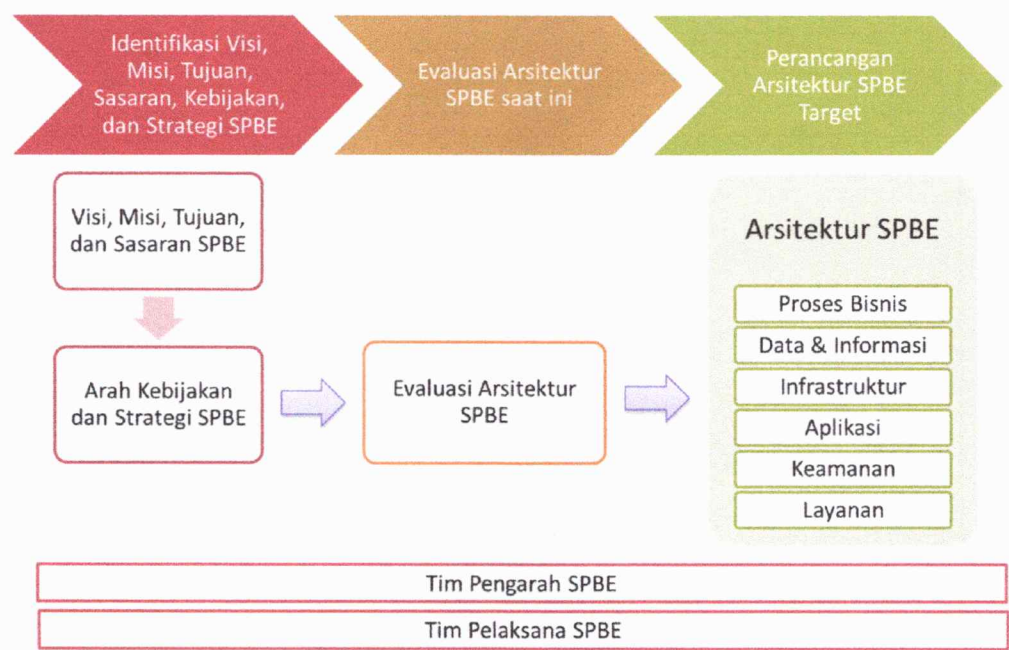 Identifikasi Visi,
Misi, Tujuan,
Sasaran, Kebijakan,
dan Strategi SPBE
Evaluasi Arsitektur
SPBE saat ini
Perancangan
Arsitektur SPBE
Target
Visi, Misi, Tujuan,
dan Sasaran SPBE
Arah Kebijakan
dan Strategi SPBE
Evaluasi Arsitektur
SPBE
Arsitektur SPBE
Proses Bisnis
Data & Informasi
Infrastruktur
Aplikasi
Keamanan
Layanan
Tim Pengarah SPBE
Tim Pelaksana SPBE